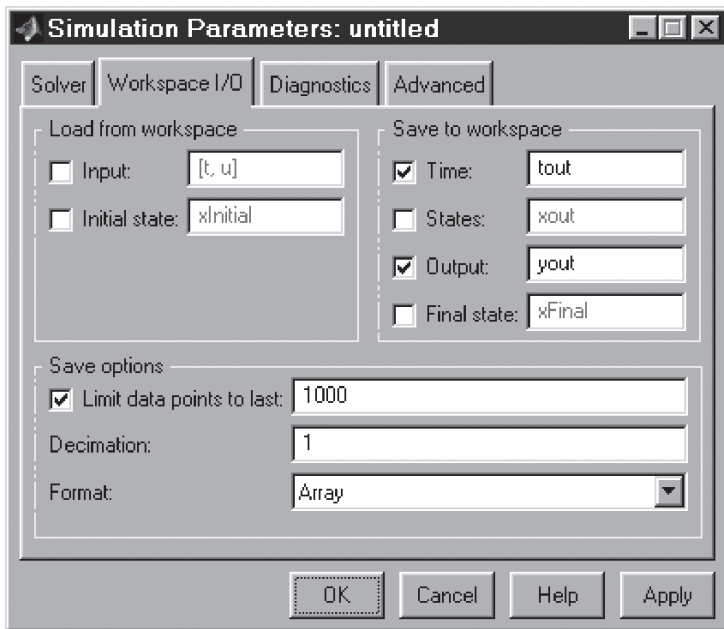 Simulation Parameters: untitled
Solver Workspace I/O Diagnostics Advanced
Load from workspace
Input: [t, u]
Initial state: xInitial
Save to workspace
Time: tout
States: xout
Output: yout
Final state: xFinal
Save options
Limit data points to last: 1000
Decimation: 1
Format: Array
OK Cancel Help Apply